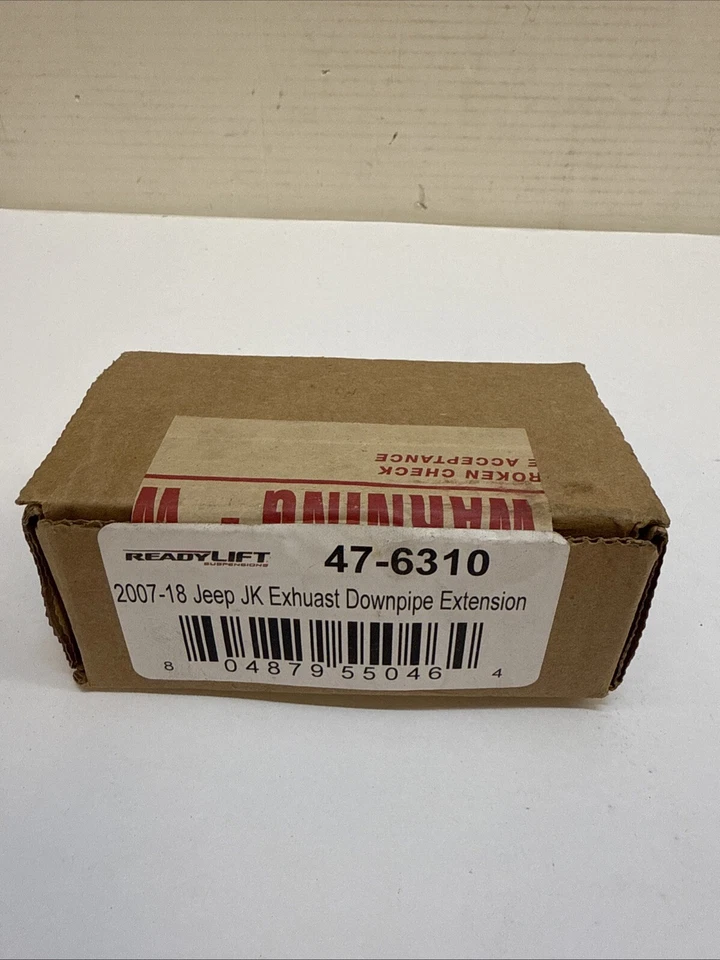 E ACCEPTANCE
ROKEN CHECK
WARNING · W
READYLIFT
SUSPENSIONS
47-6310
2007-18 Jeep JK Exhuast Downpipe Extension
8 04879 55046 4